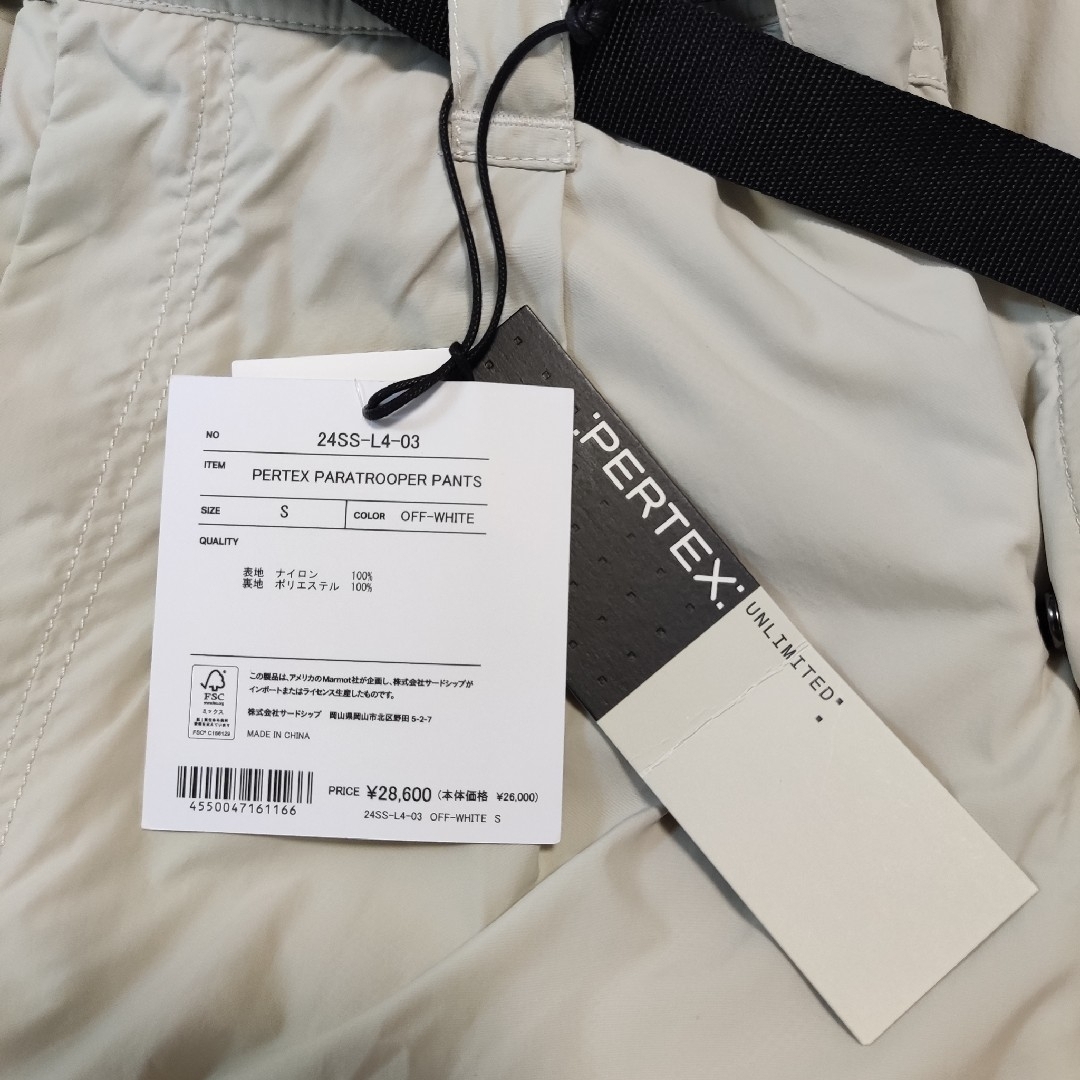 NO 24SS-L4-03
ITEM PERTEX PARATROOPER PANTS
SIZE S COLOR OFF-WHITE
QUALITY
表地 ナイロン 100%
裏地 ポリエステル 100%
この製品は、アメリカのMarmot社が企画し、株式会社サードシップが
インポートまたはライセンス生産したものです。
株式会社サードシップ 岡山県岡山市北区野田 5-2-7
MADE IN CHINA
FSC
ミックス
FSC® C166129
PRICE ¥28,600 (本体価格 ¥26,000)
4550047161166
24SS-L4-03 OFF-WHITE S
PERTEX
UNLIMITED